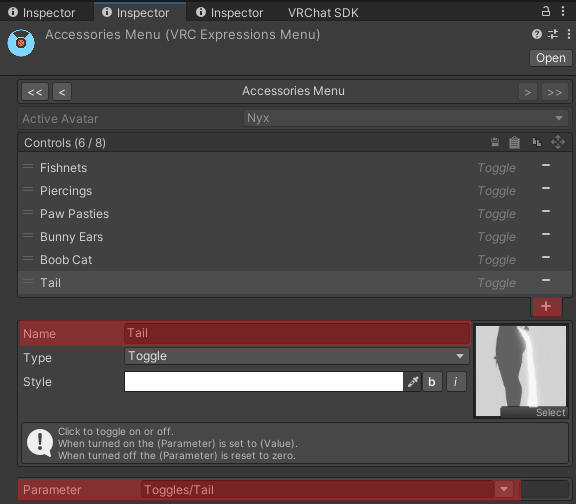 Inspector Inspector Inspector VRChat SDK
Accessories Menu (VRC Expressions Menu)
Open
<< < Accessories Menu > >>
Active Avatar Nyx
Controls (6 / 8)
Fishnets Toggle
Piercings Toggle
Paw Pasties Toggle
Bunny Ears Toggle
Boob Cat Toggle
Tail Toggle
+
Name Tail
Type Toggle
Style b i
Select
Click to toggle on or off.
When turned on the (Parameter) is set to (Value).
When turned off the (Parameter) is reset to zero.
Parameter Toggles/Tail